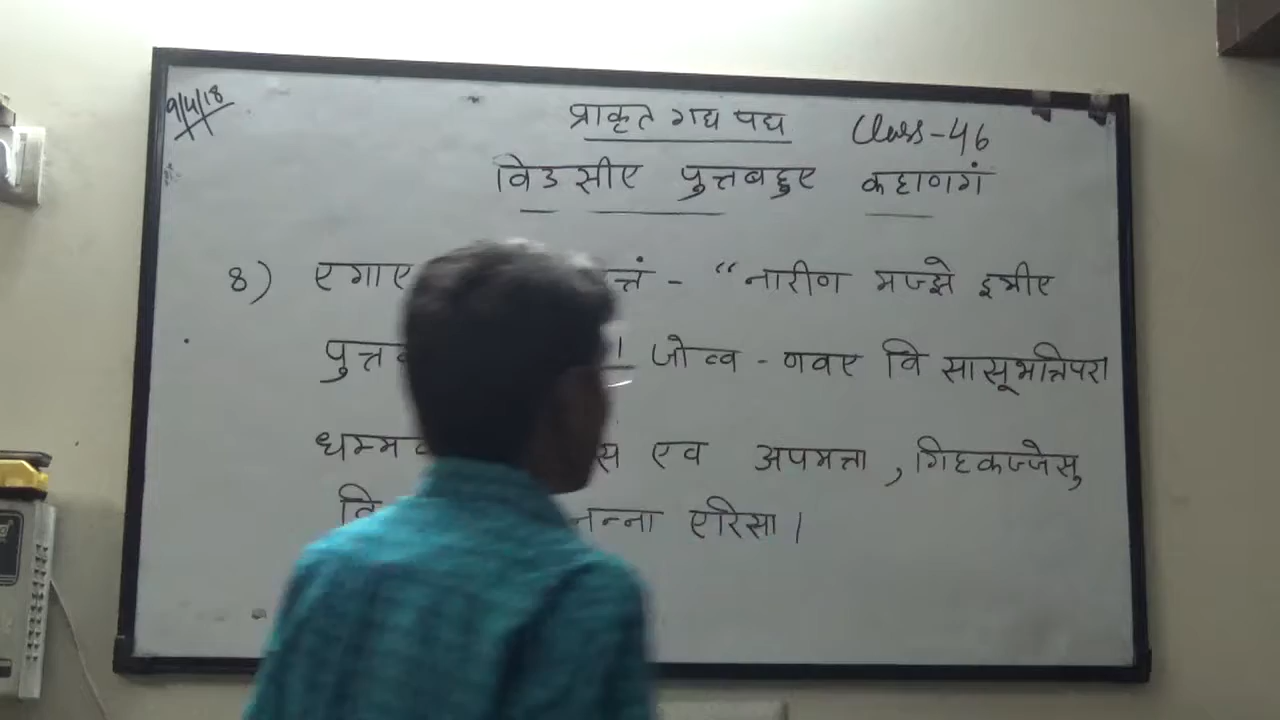 9/4/18
प्राकृत गद्य पद्य Class-46
विउसीए पुत्तबहुए कहाणगं
8) एगाए त्तं - “नारीण मज्झे इमीए
पुत्त । जोव्व - णवए वि सासूभत्तिपरा
धम्म एव अपमत्ता , गिहकज्जेसु
वि नन्ना एरिसा ।